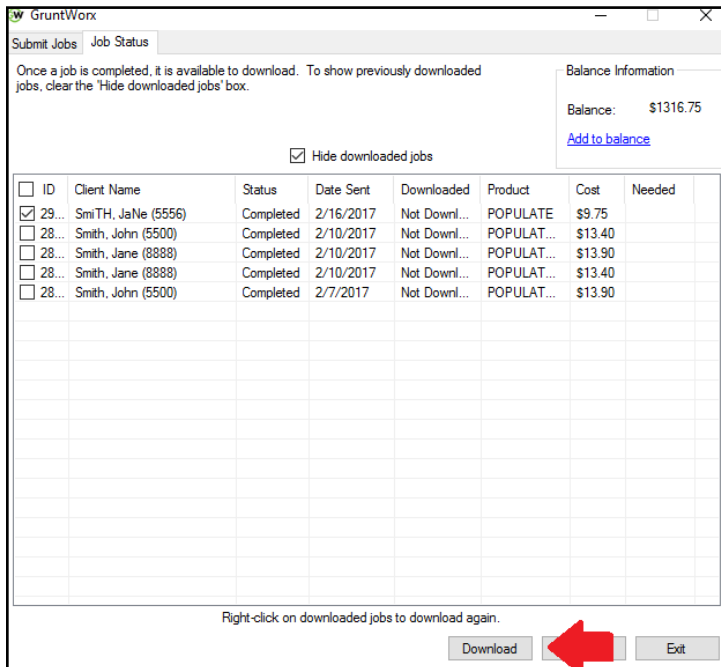 GruntWorx
Submit Jobs Job Status
Once a job is completed, it is available to download. To show previously downloaded
jobs, clear the 'Hide downloaded jobs' box.
Balance Information
Balance: $1316.75
Add to balance
Hide downloaded jobs
ID Client Name Status Date Sent Downloaded Product Cost Needed
29... SmiTH, JaNe (5556) Completed 2/16/2017 Not Downl... POPULATE $9.75
28... Smith, John (5500) Completed 2/10/2017 Not Downl... POPULAT... $13.40
28... Smith, Jane (8888) Completed 2/10/2017 Not Downl... POPULAT... $13.90
28... Smith, Jane (8888) Completed 2/10/2017 Not Downl... POPULAT... $13.40
28... Smith, John (5500) Completed 2/7/2017 Not Downl... POPULAT... $13.90
Right-click on downloaded jobs to download again.
Download Exit